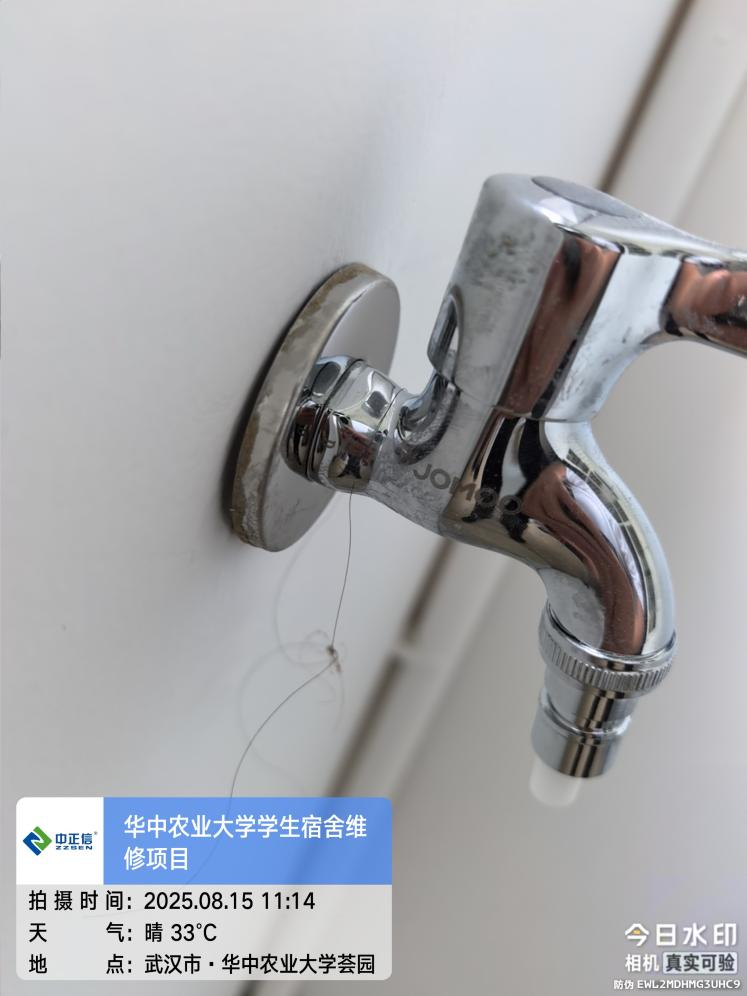 JOMOO
中正信®
ZZSEN
华中农业大学学生宿舍维
修项目
拍摄时间：2025.08.15 11:14
天气：晴 33°C
地点：武汉市·华中农业大学荟园
今日水印
相机 真实可验
防伪 EWL2MDHMG3UHC9